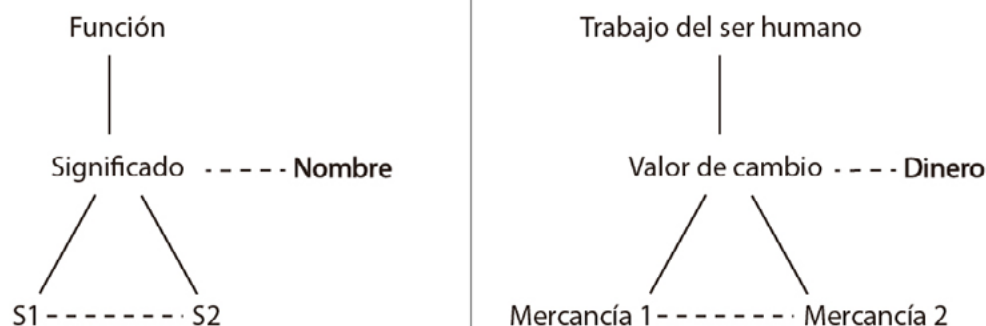 Función
Significado ----- Nombre
S1 -------- S2
Trabajo del ser humano
Valor de cambio ---- Dinero
Mercancía 1 -------- Mercancía 2